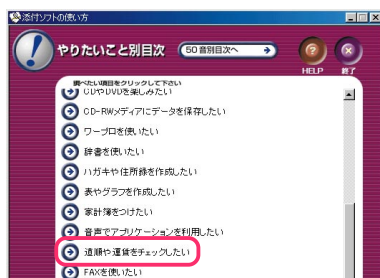 添付ソフトの使い方
やりたいこと別目次
50音別目次へ
HELP
終了
調べたい項目をクリックして下さい
CDやDVDを楽しみたい
CD-RWメディアにデータを保存したい
ワープロを使いたい
辞書を使いたい
ハガキや住所録を作成したい
表やグラフを作成したい
家計簿をつけたい
音声でアプリケーションを利用したい
道順や運賃をチェックしたい
FAXを使いたい